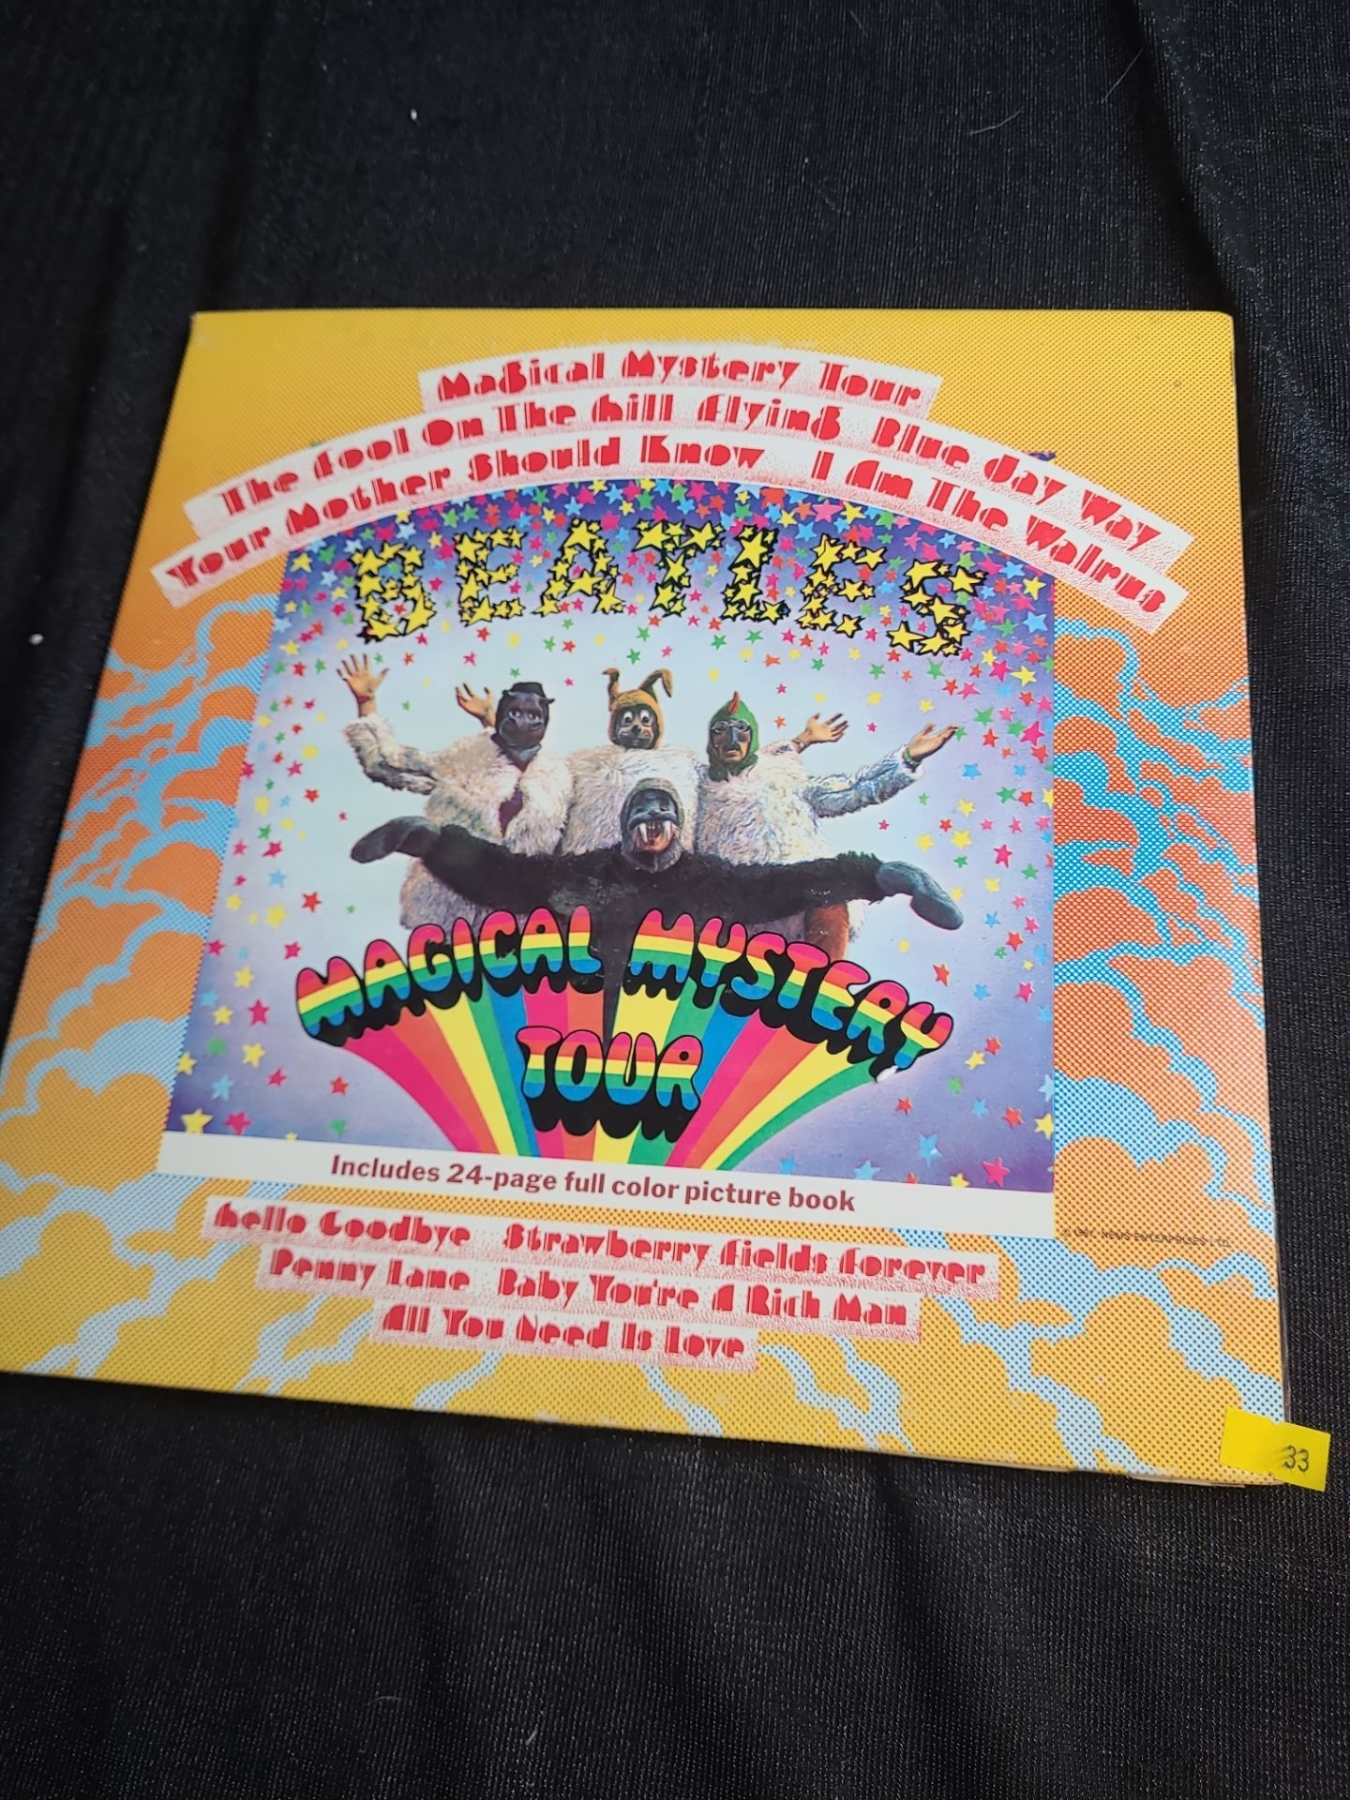 Magical Mystery Tour
The Fool On The Hill Flying Blue Jay Way
Your Mother Should Know I Am The Walrus
BEATLES
MAGICAL MYSTERY
TOUR
Includes 24-page full color picture book
Hello Goodbye Strawberry Fields Forever
Penny Lane Baby You're A Rich Man
All You Need Is Love
33